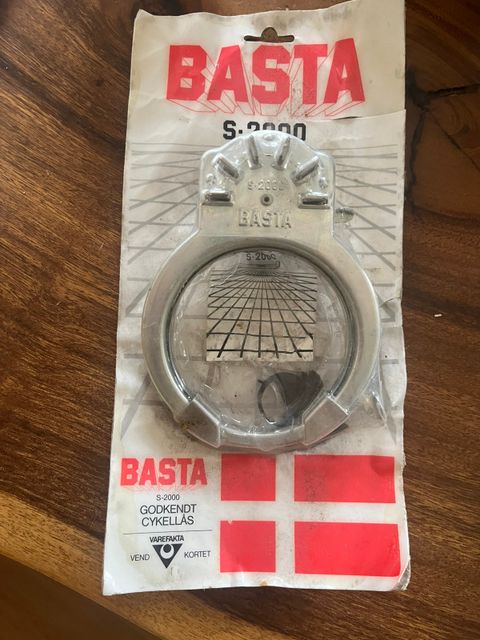 BASTA
S-2000
S-2000
BASTA
S-2000
BASTA
S-2000
GODKENDT
CYKELLÅS
VAREFAKTA
VEND KORTET